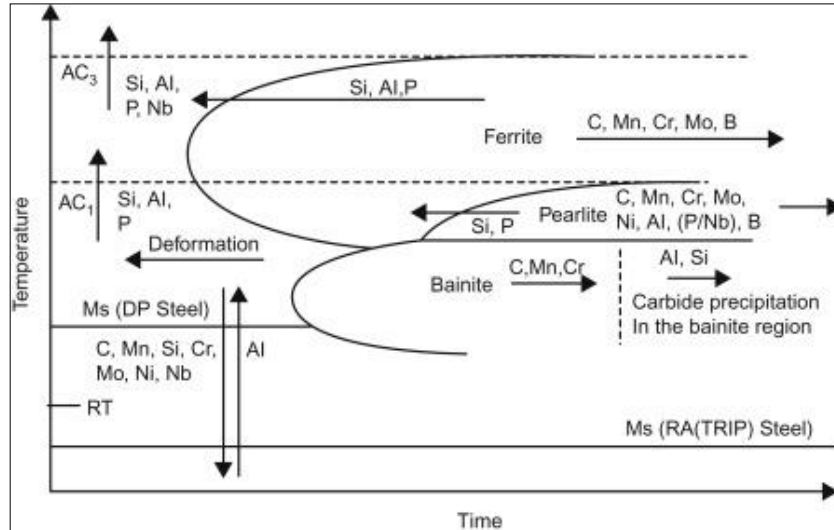 AC3
Si, Al,
P, Nb
Si, Al,P
Ferrite
C, Mn, Cr, Mo, B
AC1
Si, Al,
P
Si, P
Pearlite
C, Mn, Cr, Mo,
Ni, Al, (P/Nb), B
Deformation
Bainite
C,Mn,Cr
Al, Si
Carbide precipitation
In the bainite region
Ms (DP Steel)
C, Mn, Si, Cr,
Mo, Ni, Nb
Al
RT
Ms (RA(TRIP) Steel)
Temperature
Time